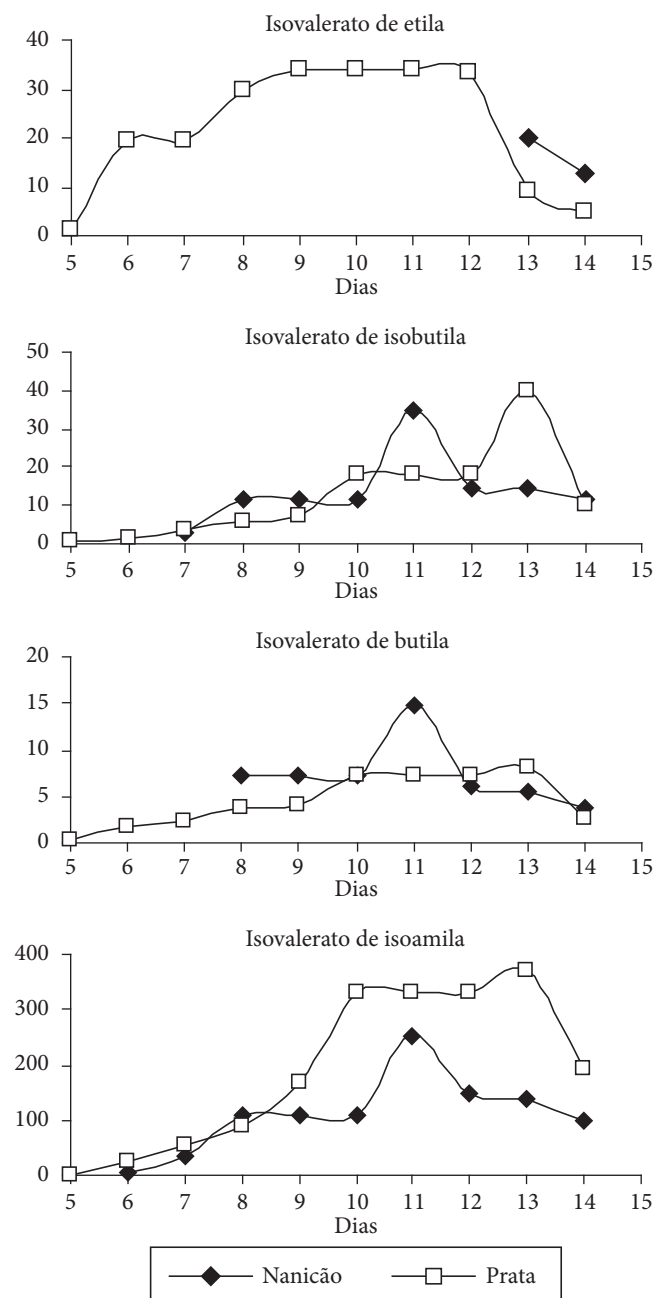 Isovalerato de etila
40
30
20
10
0
5 6 7 8 9 10 11 12 13 14 15
Dias
Isovalerato de isobutila
50
40
30
20
10
0
5 6 7 8 9 10 11 12 13 14 15
Dias
Isovalerato de butila
20
15
10
5
0
5 6 7 8 9 10 11 12 13 14 15
Dias
Isovalerato de isoamila
400
300
200
100
0
5 6 7 8 9 10 11 12 13 14 15
Dias
Nanicão Prata